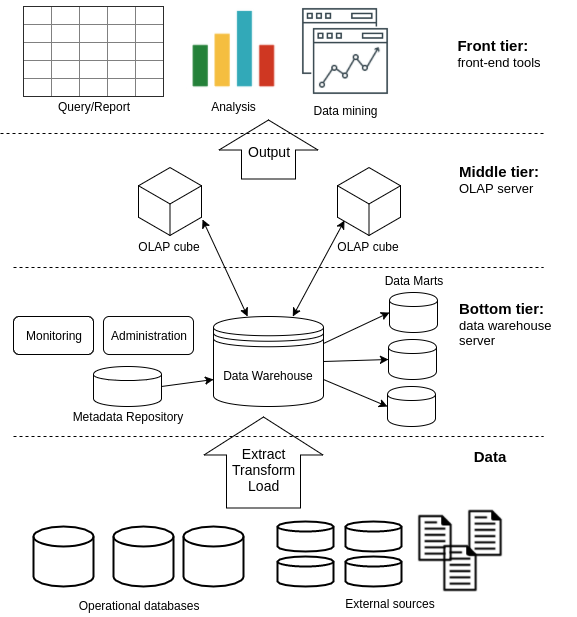 Front tier:
front-end tools
Query/Report
Analysis
Data mining
Output
Middle tier:
OLAP server
OLAP cube
OLAP cube
Data Marts
Bottom tier:
data warehouse
server
Monitoring
Administration
Data Warehouse
Metadata Repository
Extract
Transform
Load
Data
Operational databases
External sources